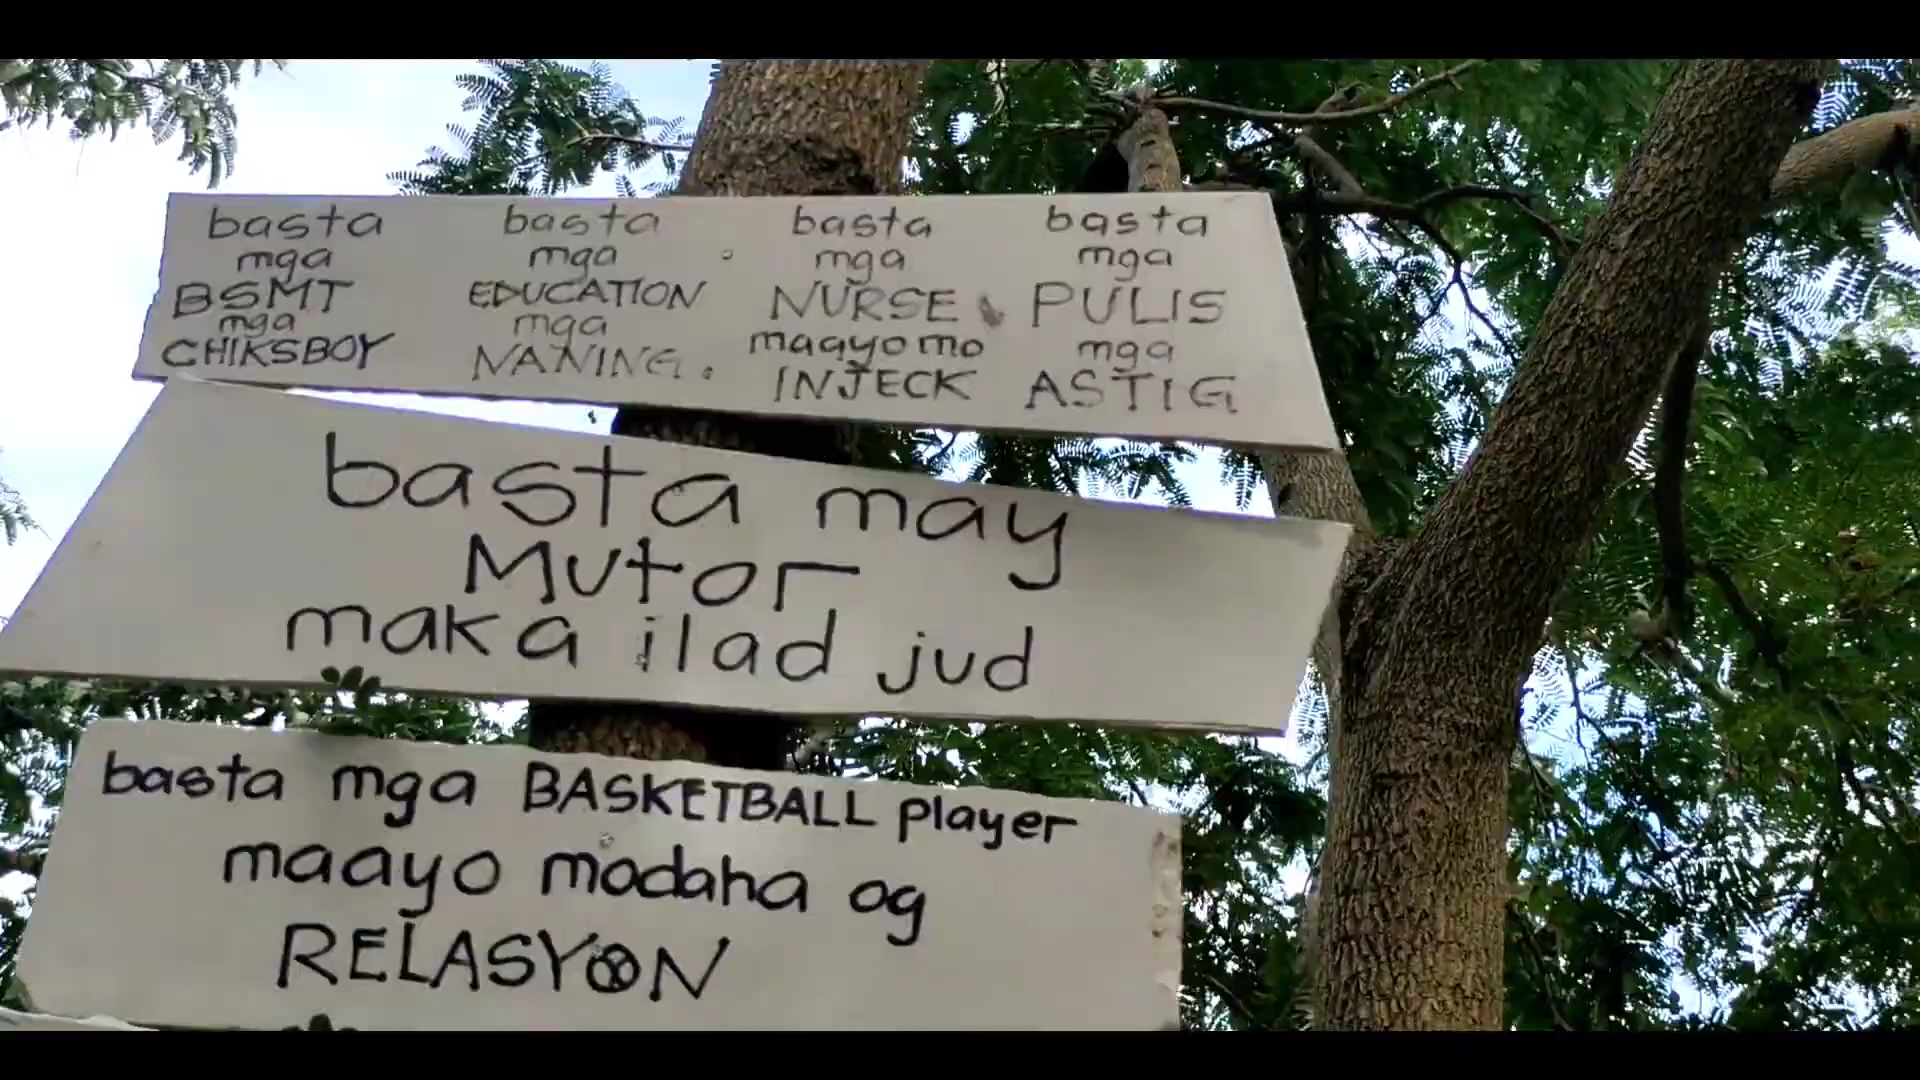 basta
mga
BSMT
mga
CHIKSBOY
basta
mga
EDUCATION
mga
NANING.
basta
mga
NURSE
maayo mo
INJECK
basta
mga
PULIS
mga
ASTIG
basta may
Mutor
maka ilad jud
basta mga BASKETBALL player
maayo modaha og
RELASYON